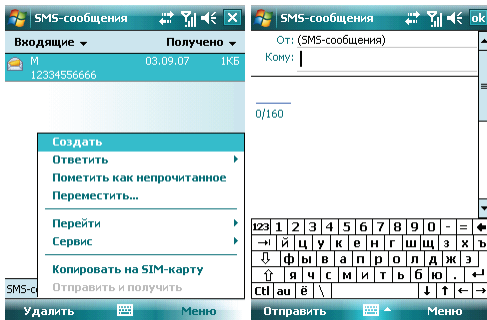 SMS-сообщения
Входящие Получено
М 03.09.07 1КБ
12334556666
Создать
Ответить
Пометить как непрочитанное
Переместить...
Перейти
Сервис
Копировать на SIM-карту
Отправить и получить
SMS-с
Удалить Меню
SMS-сообщения ok
От: (SMS-сообщения)
Кому:
0/160
123 1 2 3 4 5 6 7 8 9 0 - =
й ц у к е н г ш щ з х ъ
ф ы в а п р о л д ж э
я ч с м и т ь б ю .
Ctl au ё \
Отправить Меню